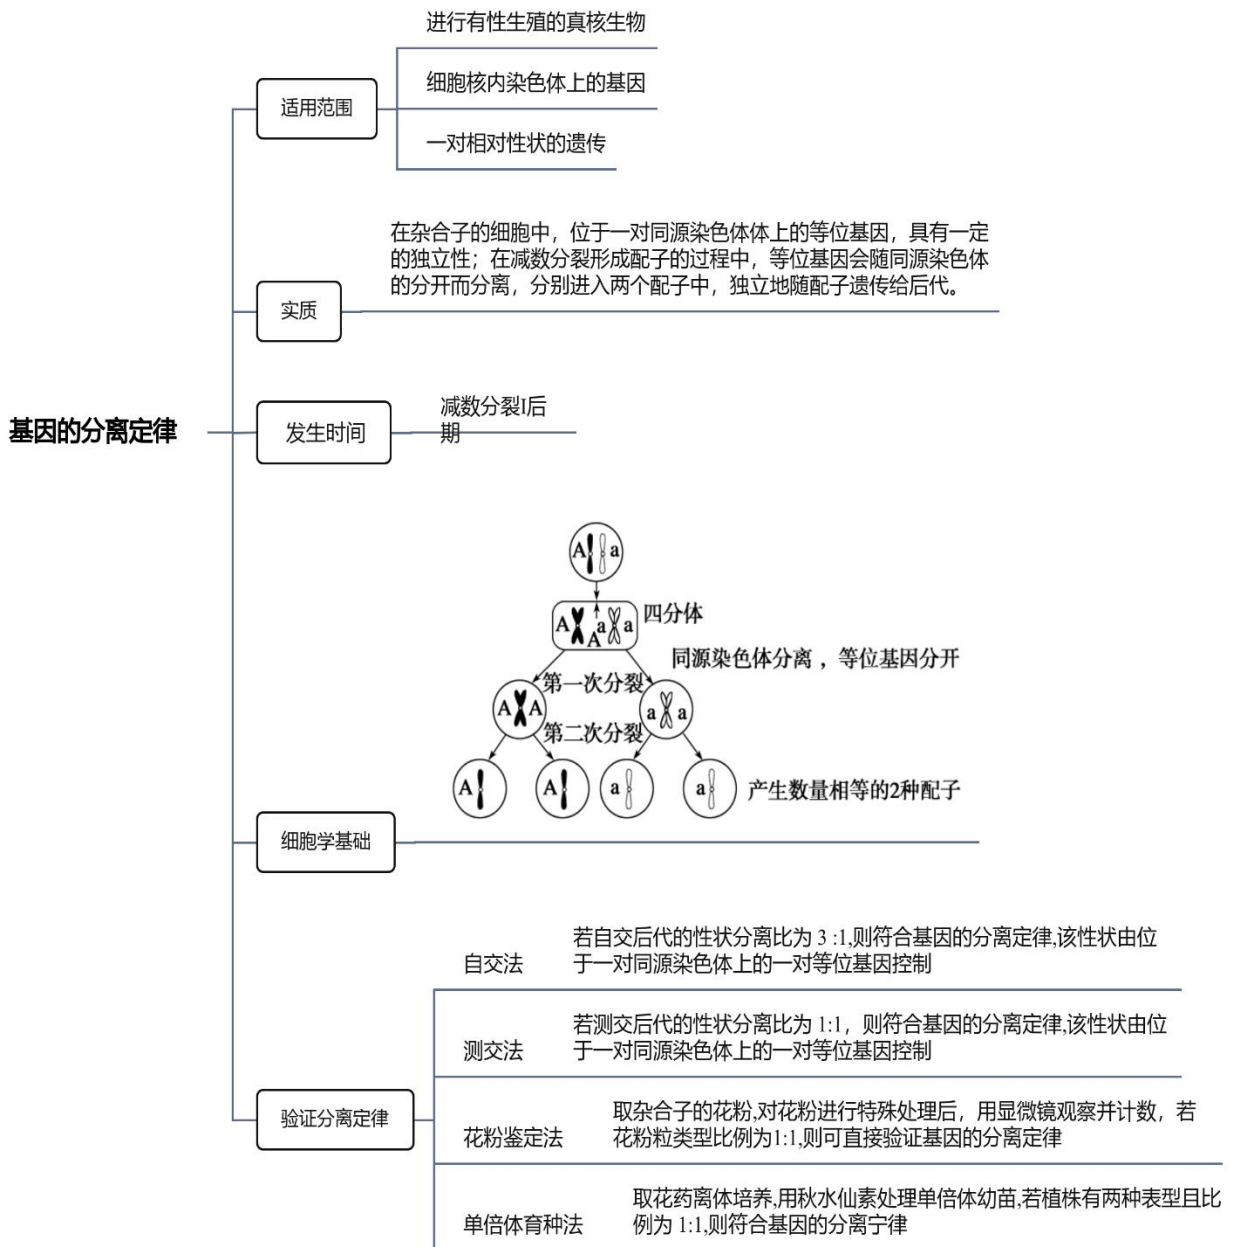 进行有性生殖的真核生物
细胞核内染色体上的基因
适用范围
一对相对性状的遗传
在杂合子的细胞中，位于一对同源染色体体上的等位基因，具有一定
的独立性；在减数分裂形成配子的过程中，等位基因会随同源染色体
的分开而分离，分别进入两个配子中，独立地随配子遗传给后代。
实质
基因的分离定律
发生时间
减数分裂I后
期
A a
四分体
A A a a
同源染色体分离，等位基因分开
第一次分裂
A A a a
第二次分裂
A A a a
产生数量相等的2种配子
细胞学基础
若自交后代的性状分离比为 3 :1,则符合基因的分离定律,该性状由位
自交法 于一对同源染色体上的一对等位基因控制
若测交后代的性状分离比为 1:1，则符合基因的分离定律,该性状由位
测交法 于一对同源染色体上的一对等位基因控制
验证分离定律
取杂合子的花粉,对花粉进行特殊处理后，用显微镜观察并计数，若
花粉鉴定法 花粉粒类型比例为1:1,则可直接验证基因的分离定律
取花药离体培养,用秋水仙素处理单倍体幼苗,若植株有两种表型且比
单倍体育种法 例为 1:1,则符合基因的分离宁律